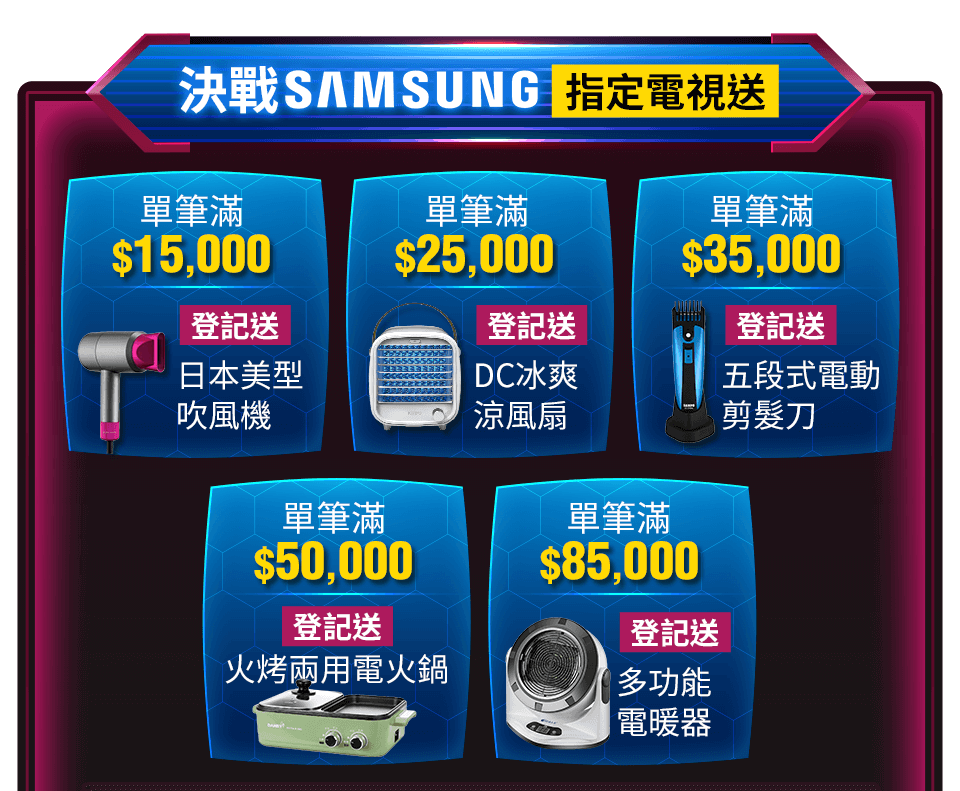 決戰SAMSUNG 指定電視送
單筆滿
$15,000
登記送
日本美型
吹風機
單筆滿
$25,000
登記送
DC冰爽
涼風扇
單筆滿
$35,000
登記送
五段式電動
剪髮刀
單筆滿
$50,000
登記送
火烤兩用電火鍋
單筆滿
$85,000
登記送
多功能
電暖器